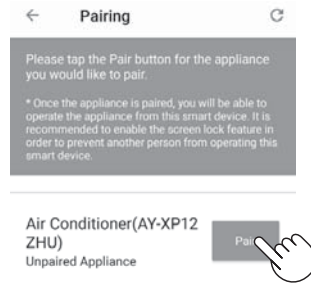 Pairing
Please tap the Pair button for the appliance
you would like to pair.
* Once the appliance is paired, you will be able to
operate the appliance from this smart device. It is
recommended to enable the screen lock feature in
order to prevent another person from operating this
smart device.
Air Conditioner(AY-XP12
ZHU)
Unpaired Appliance
Pair